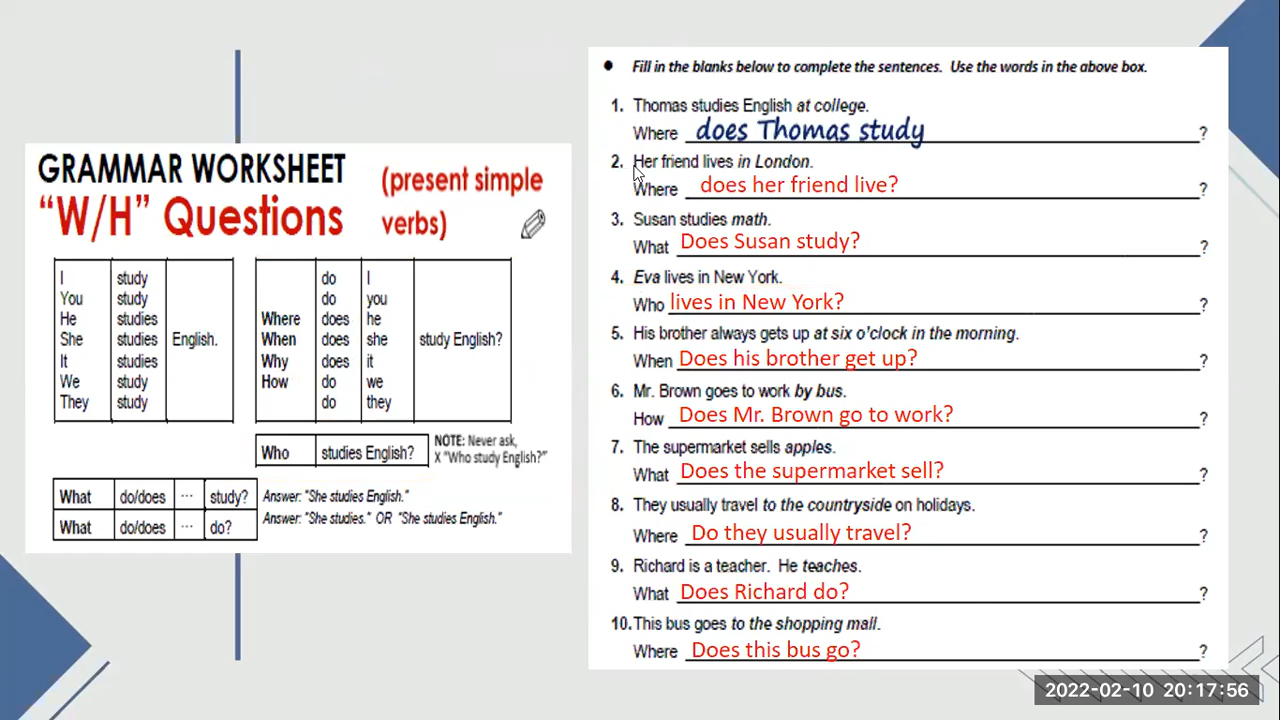 GRAMMAR WORKSHEET
“W/H” Questions
(present simple
verbs)
I study
You study
He studies
She studies English.
It studies
We study
They study
do I
do you
Where does he
When does she study English?
Why does it
How do we
do they
Who studies English?
NOTE: Never ask,
X "Who study English?"
What do/does ... study? Answer: "She studies English."
What do/does ... do? Answer: "She studies." OR "She studies English."
● Fill in the blanks below to complete the sentences. Use the words in the above box.
1. Thomas studies English at college.
Where does Thomas study ?
2. Her friend lives in London.
Where does her friend live? ?
3. Susan studies math.
What Does Susan study? ?
4. Eva lives in New York.
Who lives in New York? ?
5. His brother always gets up at six o'clock in the morning.
When Does his brother get up? ?
6. Mr. Brown goes to work by bus.
How Does Mr. Brown go to work? ?
7. The supermarket sells apples.
What Does the supermarket sell? ?
8. They usually travel to the countryside on holidays.
Where Do they usually travel? ?
9. Richard is a teacher. He teaches.
What Does Richard do? ?
10. This bus goes to the shopping mall.
Where Does this bus go? ?
2022-02-10 20:17:56